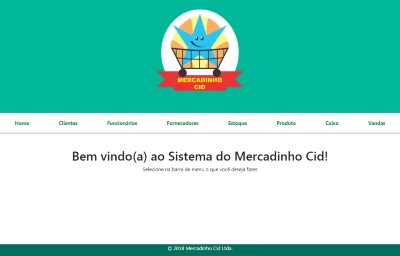 MERCADINHO
CID
Home Clientes Funcionários Fornecedores Estoque Produto Caixa Vendas
Bem vindo(a) ao Sistema do Mercadinho Cid!
Selecione na barra de menu o que você deseja fazer
© 2018 Mercadinho Cid Ltda.